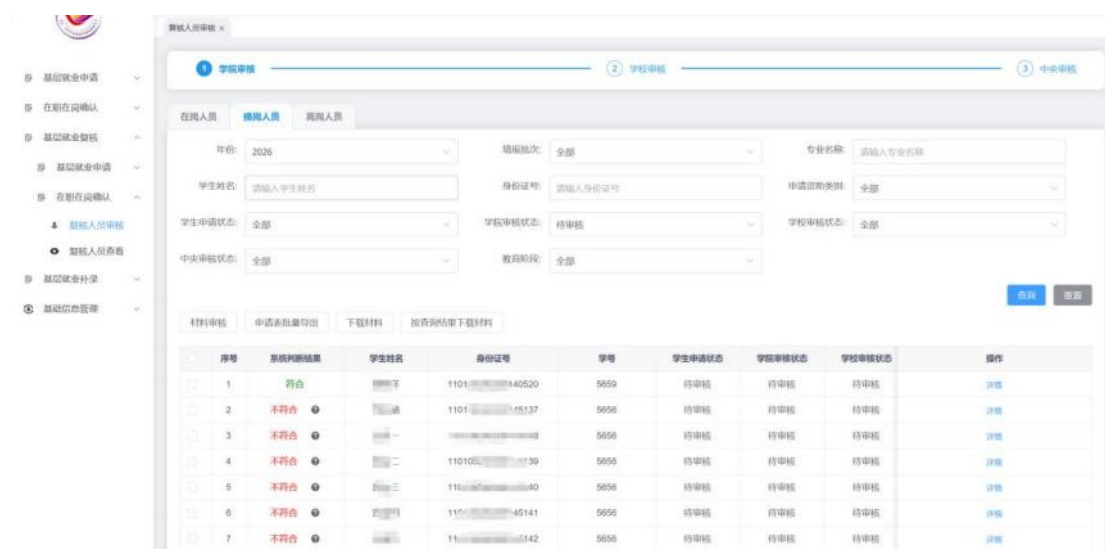 复核人员审核 ×
1 学院审核 2 学校审核 3 中央审核
基层就业申请
在职在岗确认
基层就业复核
基层就业申请
在职在岗确认
复核人员审核
复核人员查看
基层就业补录
基础信息管理
在岗人员 换岗人员 离岗人员
年份: 2026 填报批次: 全部 专业名称: 请输入专业名称
学生姓名: 请输入学生姓名 身份证号: 请输入身份证号 申请资助类别: 全部
学生申请状态: 全部 学院审核状态: 待审核 学校审核状态: 全部
中央审核状态: 全部 教育阶段: 全部
查询 重置
材料审核 申请表批量导出 下载材料 按查询结果下载材料
序号 系统判断结果 学生姓名 身份证号 学号 学生申请状态 学院审核状态 学校审核状态 操作
1 符合 1101 140520 5659 待审核 待审核 待审核 详情
2 不符合 1101 45137 5656 待审核 待审核 待审核 详情
3 不符合 一 5656 待审核 待审核 待审核 详情
4 不符合 二 110105 39 5656 待审核 待审核 待审核 详情
5 不符合 三 110 40 5656 待审核 待审核 待审核 详情
6 不符合 110 45141 5656 待审核 待审核 待审核 详情
7 不符合 11 5142 5656 待审核 待审核 待审核 详情